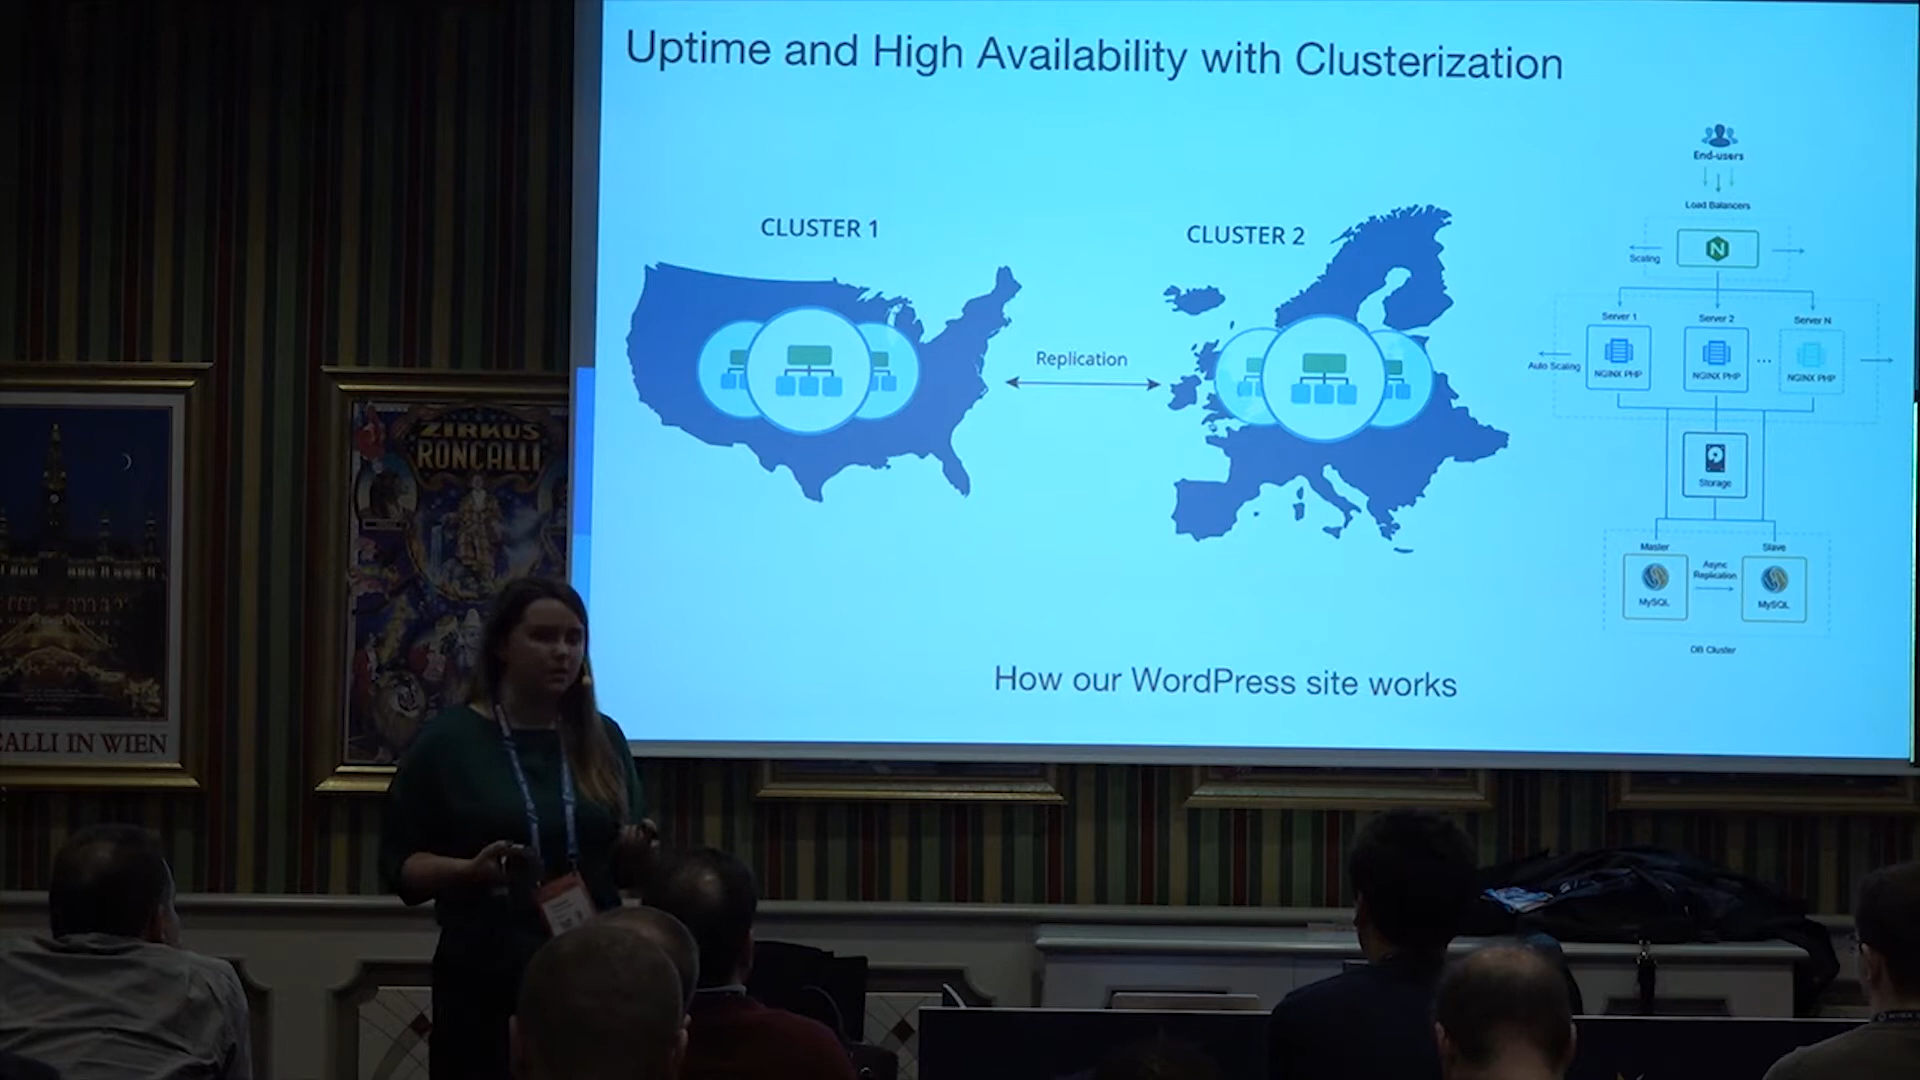 Uptime and High Availability with Clusterization
CLUSTER 1
Replication
CLUSTER 2
End-users
Load Balancers
Scaling
Server 1
Server 2
Server N
Auto Scaling
NGINX PHP
NGINX PHP
...
NGINX PHP
Storage
Master
Slave
Async
Replication
MySQL
MySQL
DB Cluster
How our WordPress site works
ZIRKUS
RONCALLI
CALLI IN WIEN